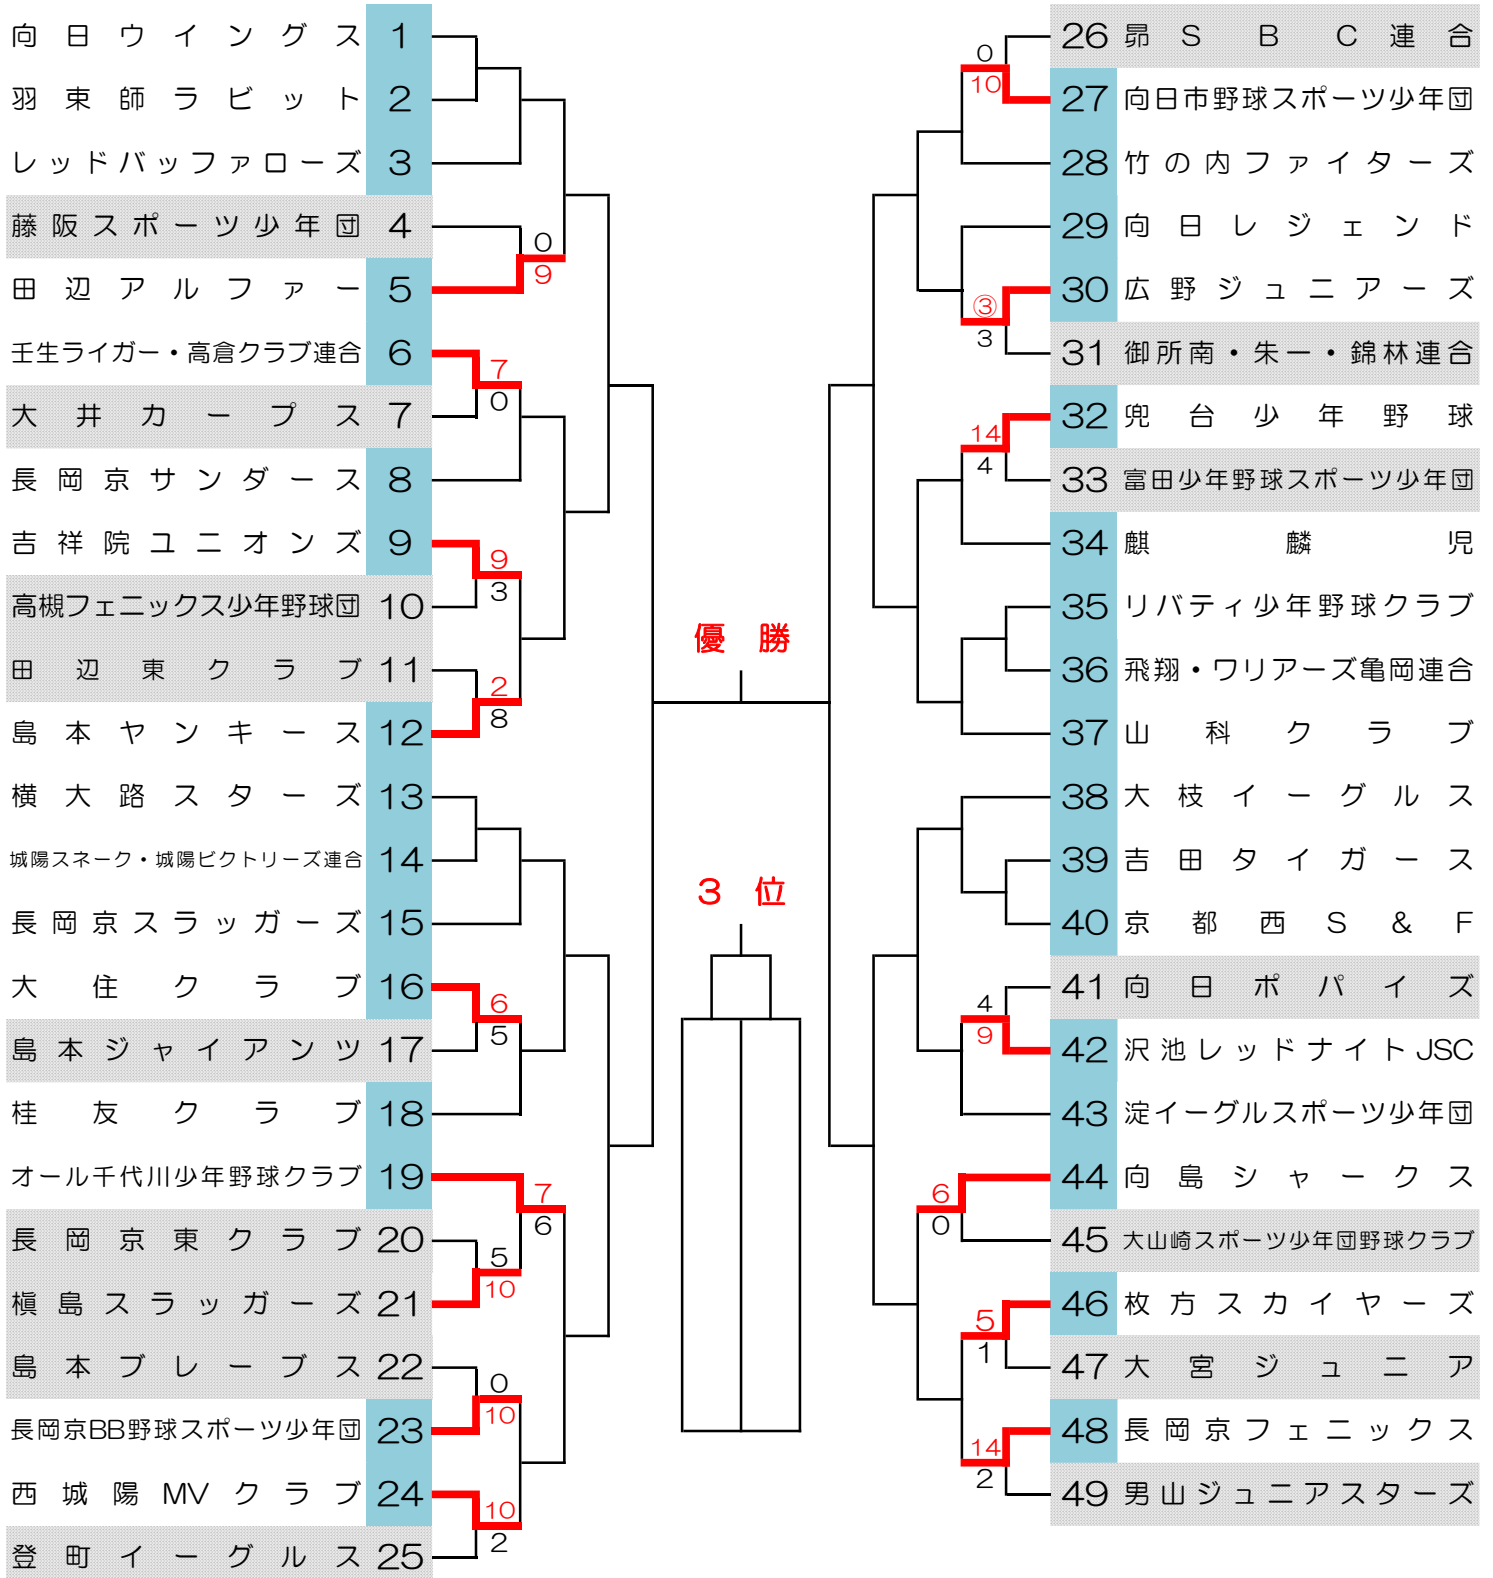 向日ウイングス 1
羽束師ラビット 2
レッドバッファローズ 3
藤阪スポーツ少年団 4
田辺アルファー 5
0
9
壬生ライガー・高倉クラブ連合 6
大井カープス 7
7
0
長岡京サンダース 8
吉祥院ユニオンズ 9
高槻フェニックス少年野球団 10
9
3
田辺東クラブ 11
島本ヤンキース 12
2
8
横大路スターズ 13
城陽スネーク・城陽ビクトリーズ連合 14
長岡京スラッガーズ 15
大住クラブ 16
島本ジャイアンツ 17
6
5
桂友クラブ 18
オール千代川少年野球クラブ 19
7
6
長岡京東クラブ 20
槇島スラッガーズ 21
5
10
島本ブレーブス 22
長岡京BB野球スポーツ少年団 23
0
10
西城陽MVクラブ 24
登町イーグルス 25
10
2
優勝
3位
26 昴SBC連合
27 向日市野球スポーツ少年団
0
10
28 竹の内ファイターズ
29 向日レジェンド
30 広野ジュニアーズ
31 御所南・朱一・錦林連合
③
3
32 兜台少年野球
33 富田少年野球スポーツ少年団
14
4
34 麒麟児
35 リバティ少年野球クラブ
36 飛翔・ワリアーズ亀岡連合
37 山科クラブ
38 大枝イーグルス
39 吉田タイガース
40 京都西S&F
41 向日ポパイズ
42 沢池レッドナイトJSC
4
9
43 淀イーグルスポーツ少年団
44 向島シャークス
45 大山崎スポーツ少年団野球クラブ
6
0
46 枚方スカイヤーズ
47 大宮ジュニア
5
1
48 長岡京フェニックス
49 男山ジュニアスターズ
14
2